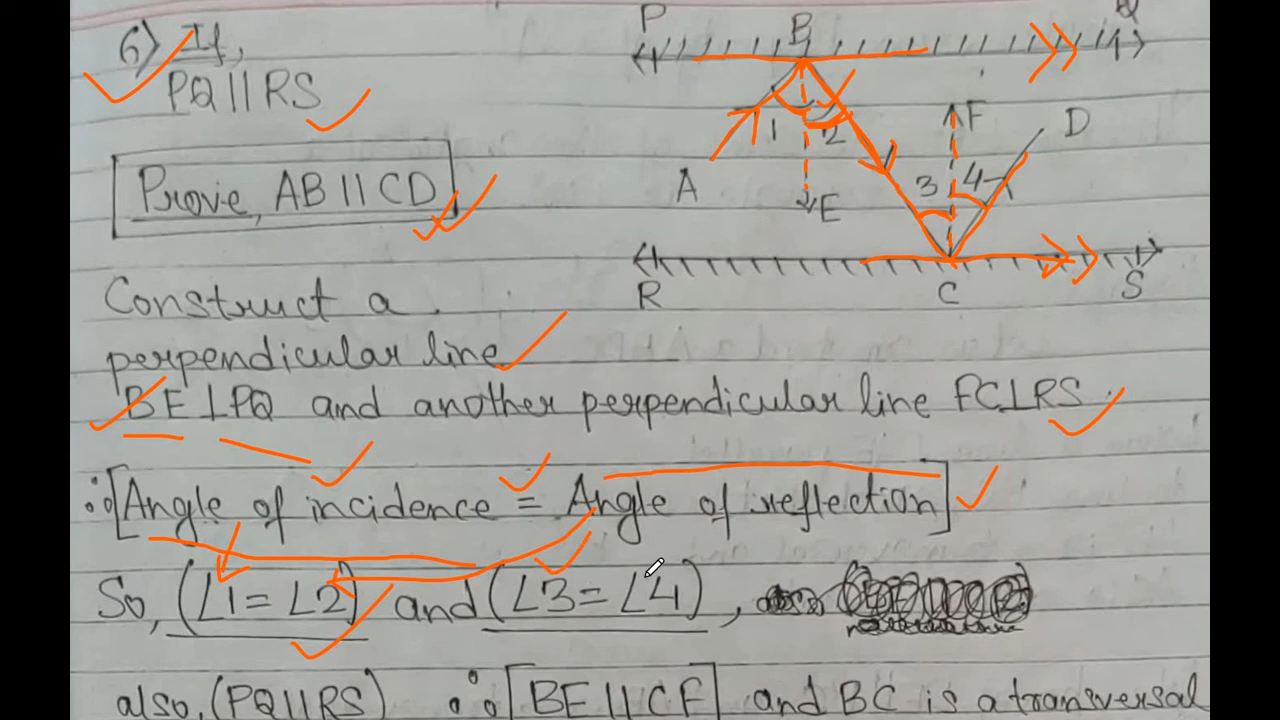 6) If,
PQ || RS
Prove, AB || CD
Construct a
perpendicular line
BE ⊥ PQ and another perpendicular line FC ⊥ RS.
∴ [Angle of incidence = Angle of reflection]
So, (∠1 = ∠2) and (∠3 = ∠4),
also, (PQ || RS) ∴ [BE || CF] and BC is a transversal
P B Q
1 2 F D
A E 3 4
R C S